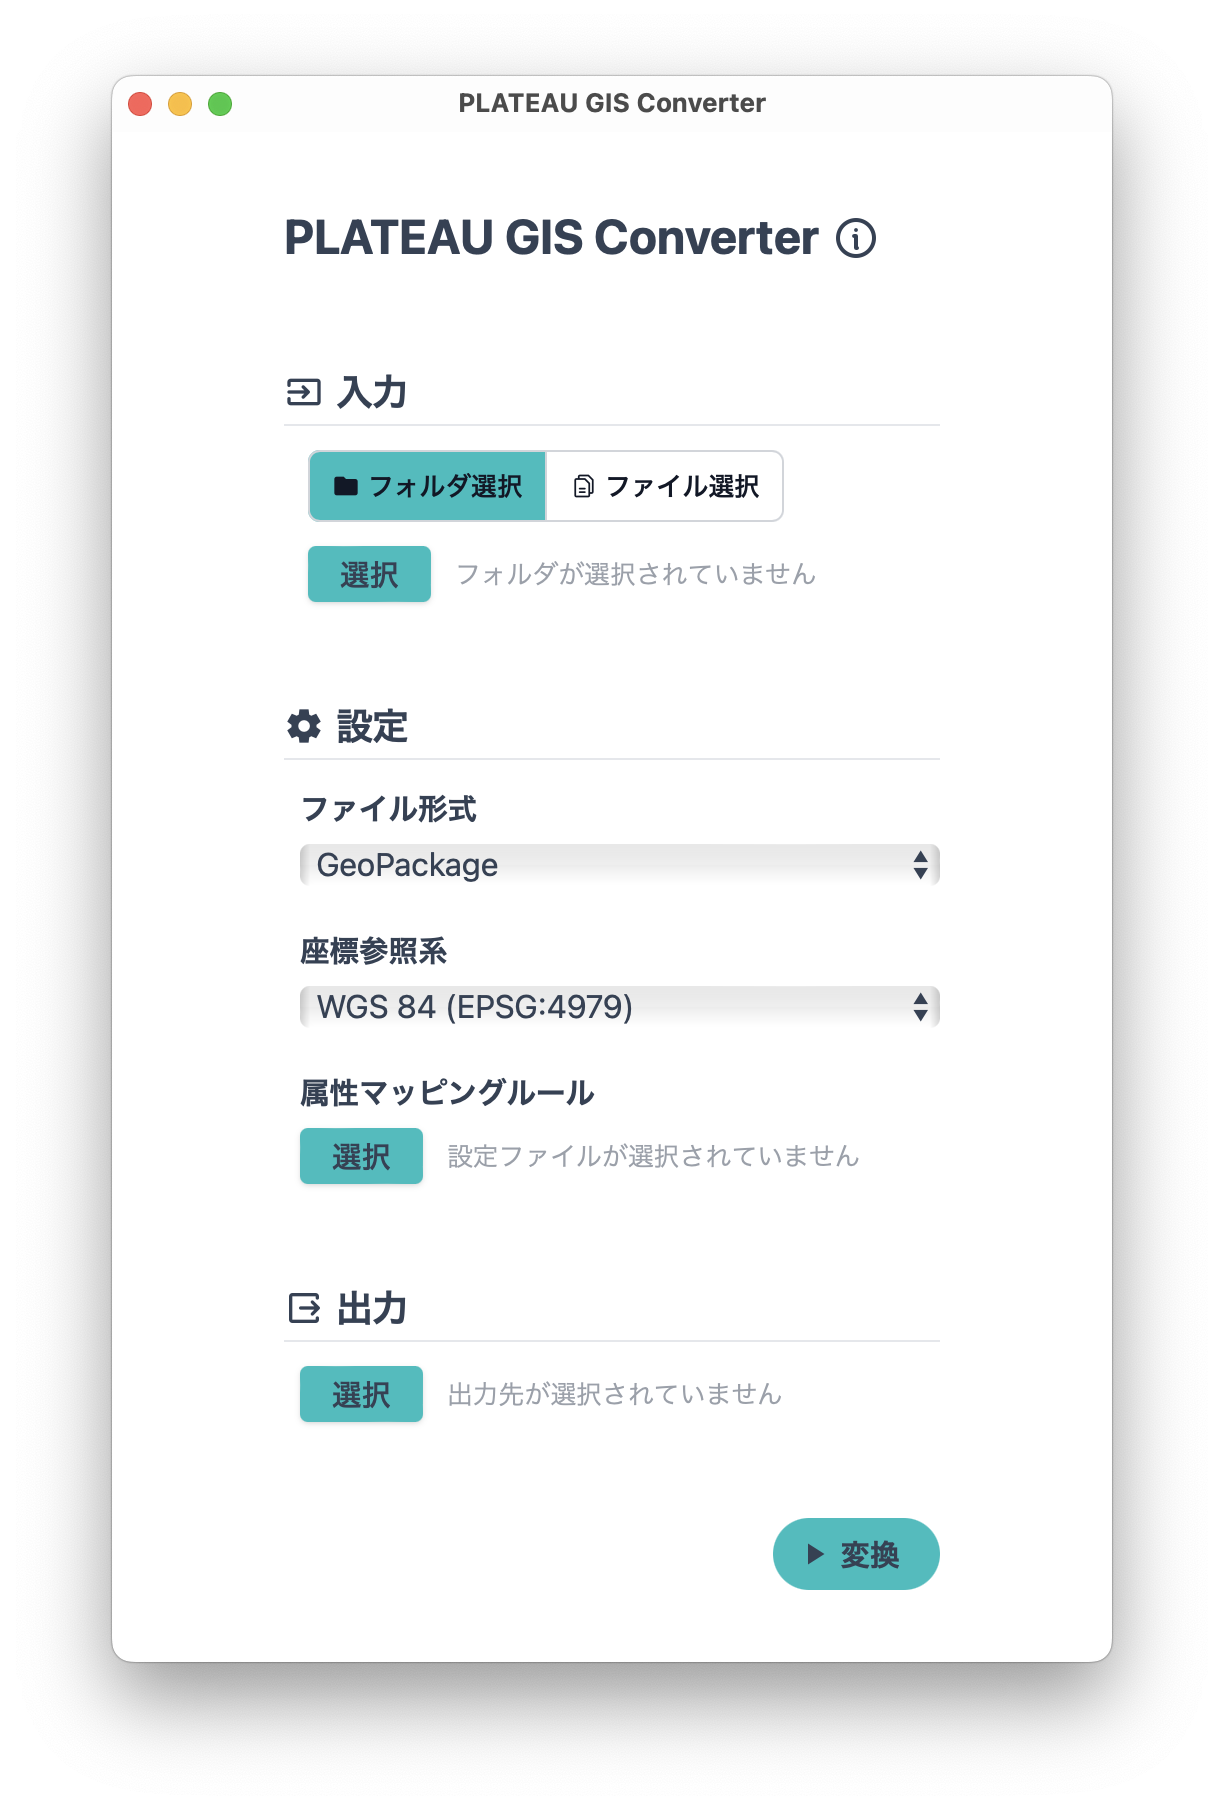 PLATEAU GIS Converter
PLATEAU GIS Converter
入力
フォルダ選択 ファイル選択
選択 フォルダが選択されていません
設定
ファイル形式
GeoPackage
座標参照系
WGS 84 (EPSG:4979)
属性マッピングルール
選択 設定ファイルが選択されていません
出力
選択 出力先が選択されていません
変換